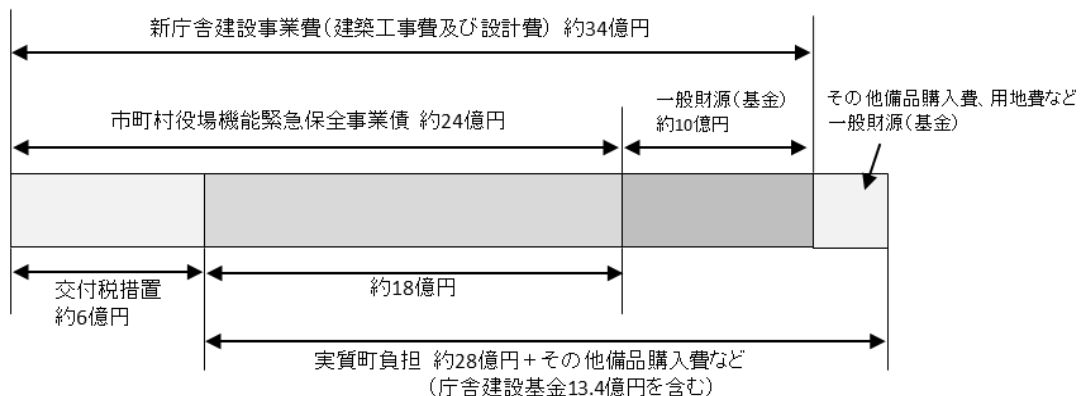 新庁舎建設事業費(建築工事費及び設計費) 約34億円
市町村役場機能緊急保全事業債 約24億円
一般財源(基金)
約10億円
その他備品購入費、用地費など
一般財源(基金)
交付税措置
約6億円
約18億円
実質町負担 約28億円+その他備品購入費など
(庁舎建設基金13.4億円を含む)